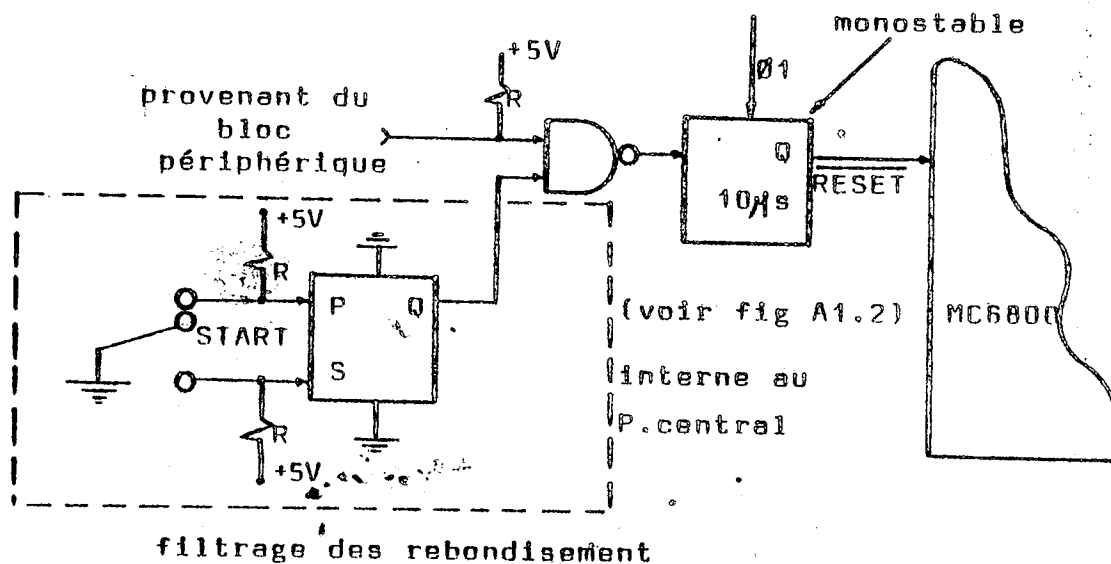 monostable
+5V
Ø1
R
provenant du
bloc
périphérique
Q
10µs
RESET
+5V
R
P
Q
START
S
R
+5V
(voir fig A1.2)
interne au
P.central
MC6800
filtrage des rebondisement